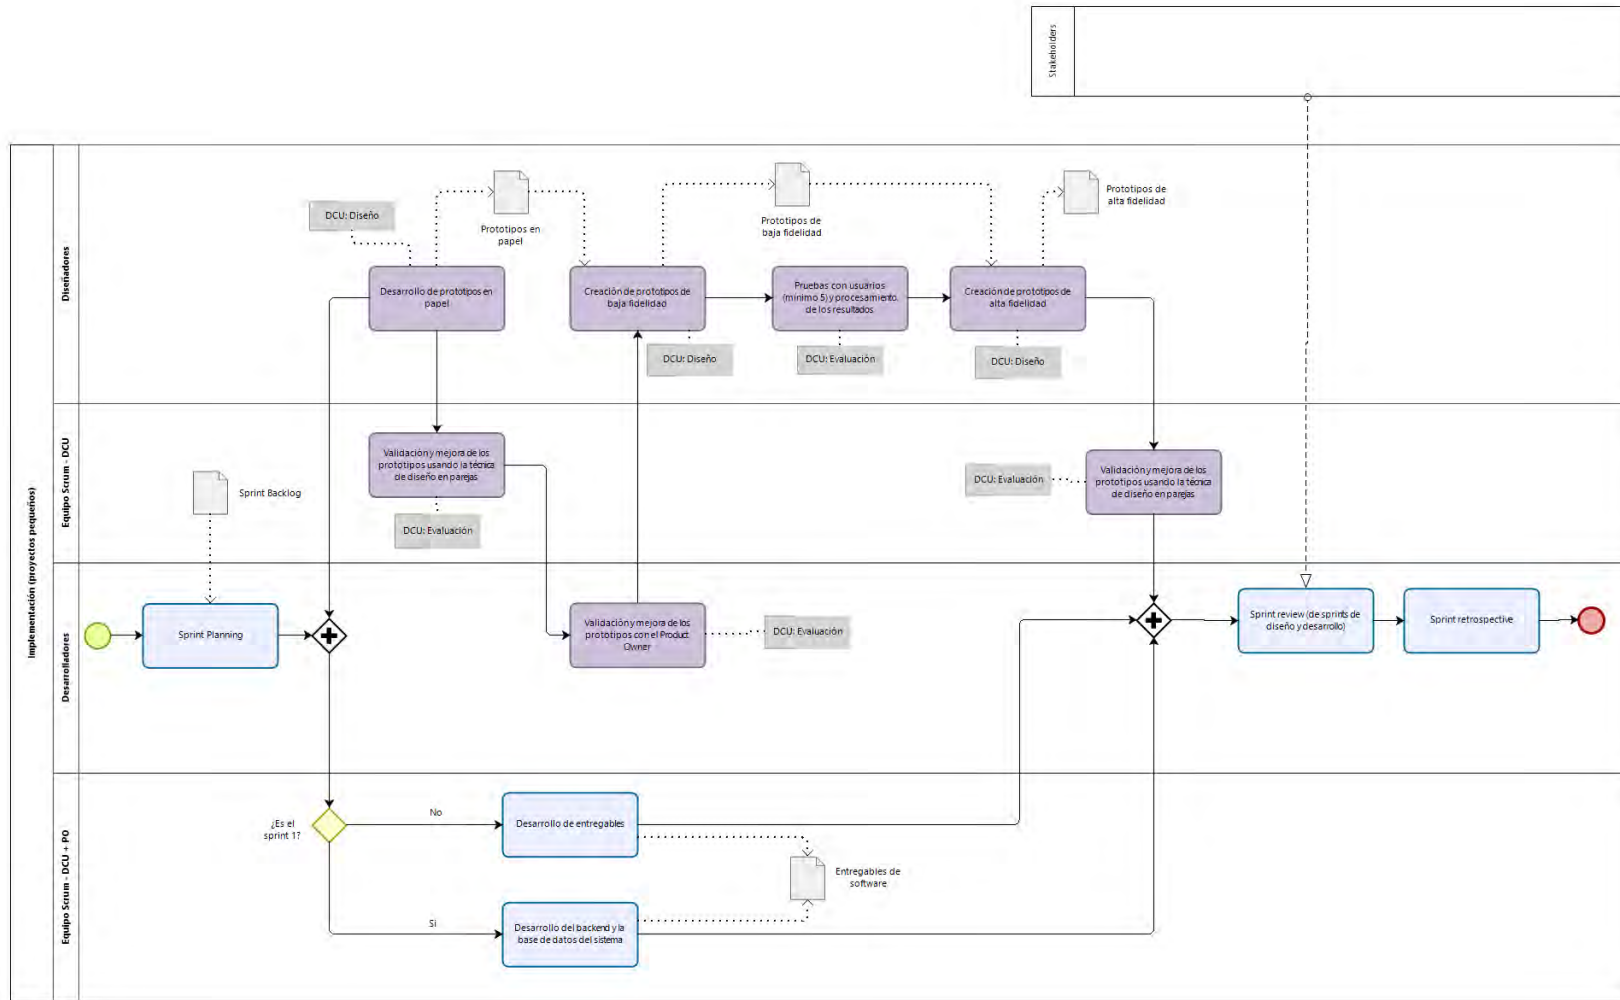 Stakeholders
Implementación (proyectos pequeños)
Diseñadores
DCU: Diseño
Prototipos en
papel
Prototipos de
baja fidelidad
Prototipos de
alta fidelidad
Desarrollo de prototipos en
papel
Creación de prototipos de
baja fidelidad
Pruebas con usuarios
(mínimo 5) y procesamiento
de los resultados
Creación de prototipos de
alta fidelidad
DCU: Diseño
DCU: Evaluación
DCU: Diseño
Equipo Scrum - DCU
Sprint Backlog
Validación y mejora de los
prototipos usando la técnica
de diseño en parejas
DCU: Evaluación
DCU: Evaluación
Validación y mejora de los
prototipos usando la técnica
de diseño en parejas
Desarrolladores
Sprint Planning
Validación y mejora de los
prototipos con el Product
Owner
DCU: Evaluación
Sprint review (de sprints de
diseño y desarrollo)
Sprint retrospective
Equipo Scrum - DCU + PO
¿Es el
sprint 1?
No
Desarrollo de entregables
Entregables de
software
Si
Desarrollo del backend y la
base de datos del sistema